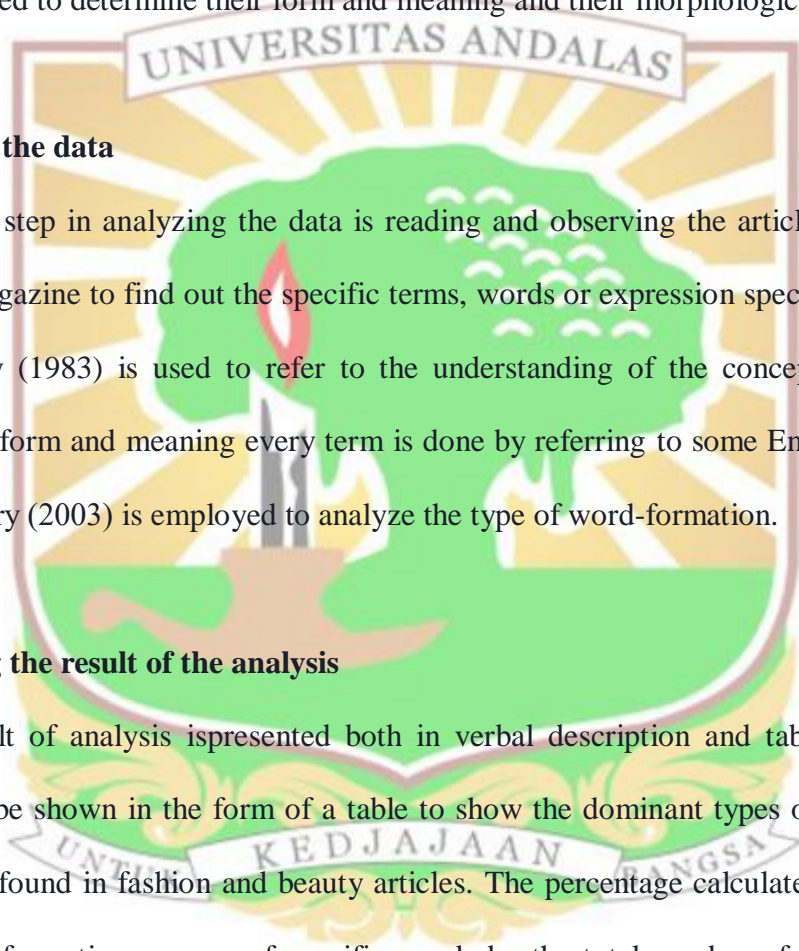 ed to determine their form and meaning and their morphologic
UNIVERSITAS ANDALAS
the data
step in analyzing the data is reading and observing the articl
gazine to find out the specific terms, words or expression spec
(1983) is used to refer to the understanding of the concep
form and meaning every term is done by referring to some En
ry (2003) is employed to analyze the type of word-formation.
the result of the analysis
lt of analysis ispresented both in verbal description and tab
be shown in the form of a table to show the dominant types o
found in fashion and beauty articles. The percentage calculate
UNTUK KEDJAJAAN BANGSA